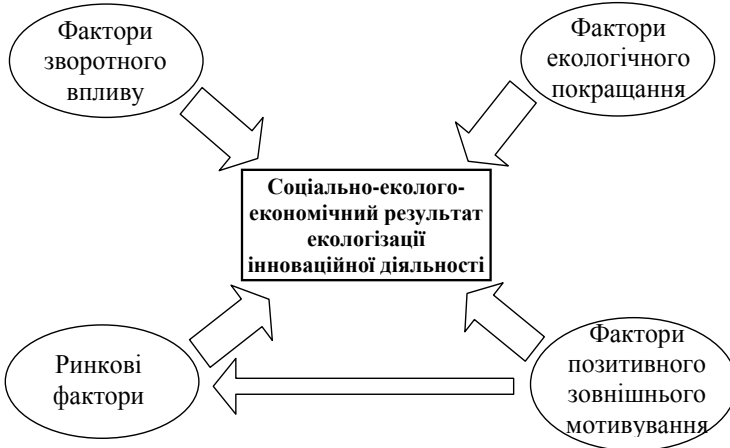 Фактори
зворотного
впливу
Фактори
екологічного
покращання
Соціально-еколого-
економічний результат
екологізації
інноваційної діяльності
Ринкові
фактори
Фактори
позитивного
зовнішнього
мотивування